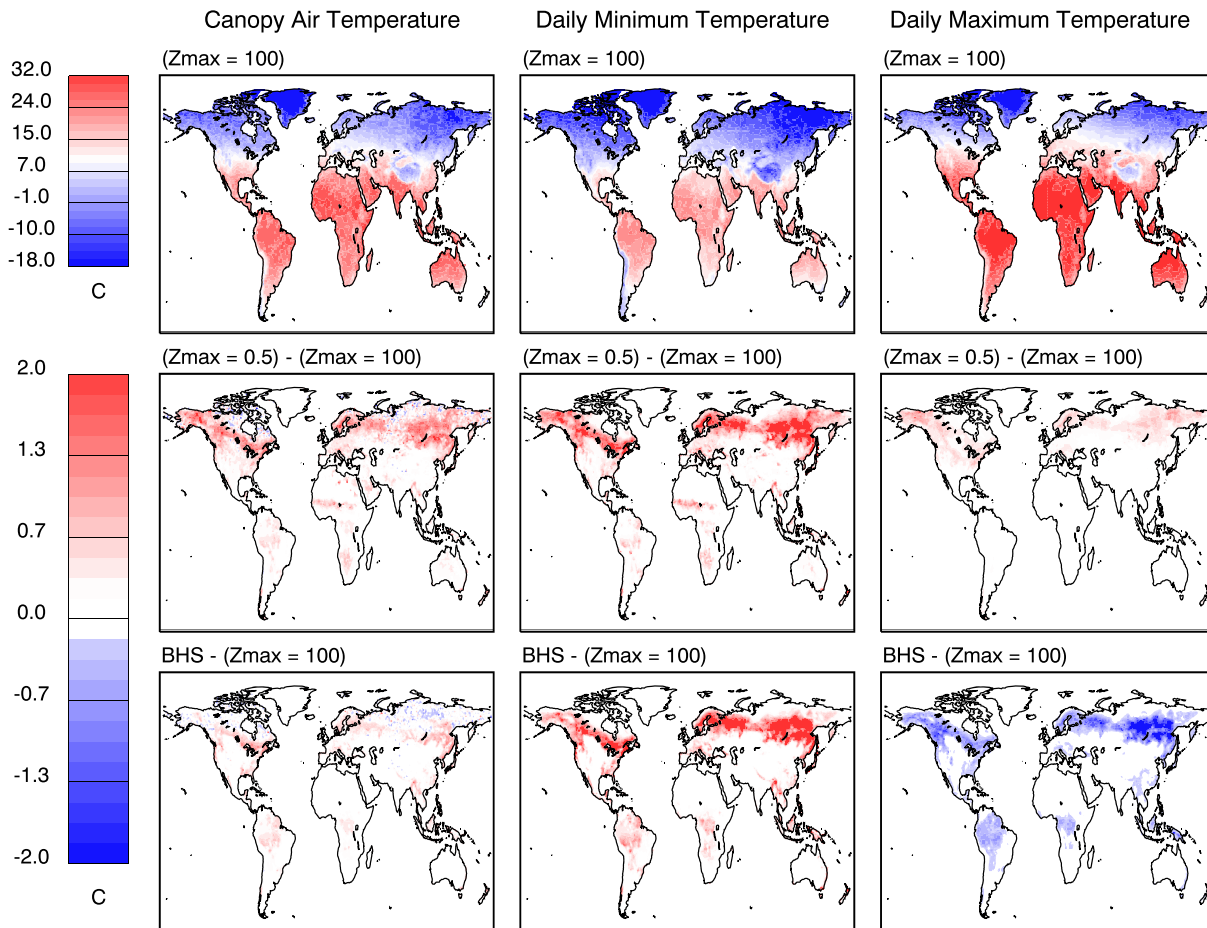 Canopy Air Temperature
Daily Minimum Temperature
Daily Maximum Temperature
(Zmax = 100)
(Zmax = 100)
(Zmax = 100)
32.0
24.0
15.0
7.0
-1.0
-10.0
-18.0
C
(Zmax = 0.5) - (Zmax = 100)
(Zmax = 0.5) - (Zmax = 100)
(Zmax = 0.5) - (Zmax = 100)
2.0
1.3
0.7
0.0
-0.7
-1.3
-2.0
C
BHS - (Zmax = 100)
BHS - (Zmax = 100)
BHS - (Zmax = 100)